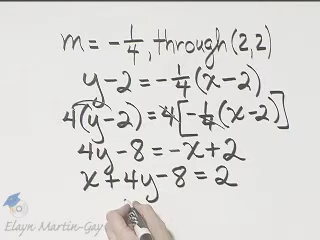 m = -1/4, through (2,2)
y - 2 = -1/4 (x - 2)
4(y - 2) = 4[-1/4 (x - 2)]
4y - 8 = -x + 2
x + 4y - 8 = 2
Elayn Martin-Gay